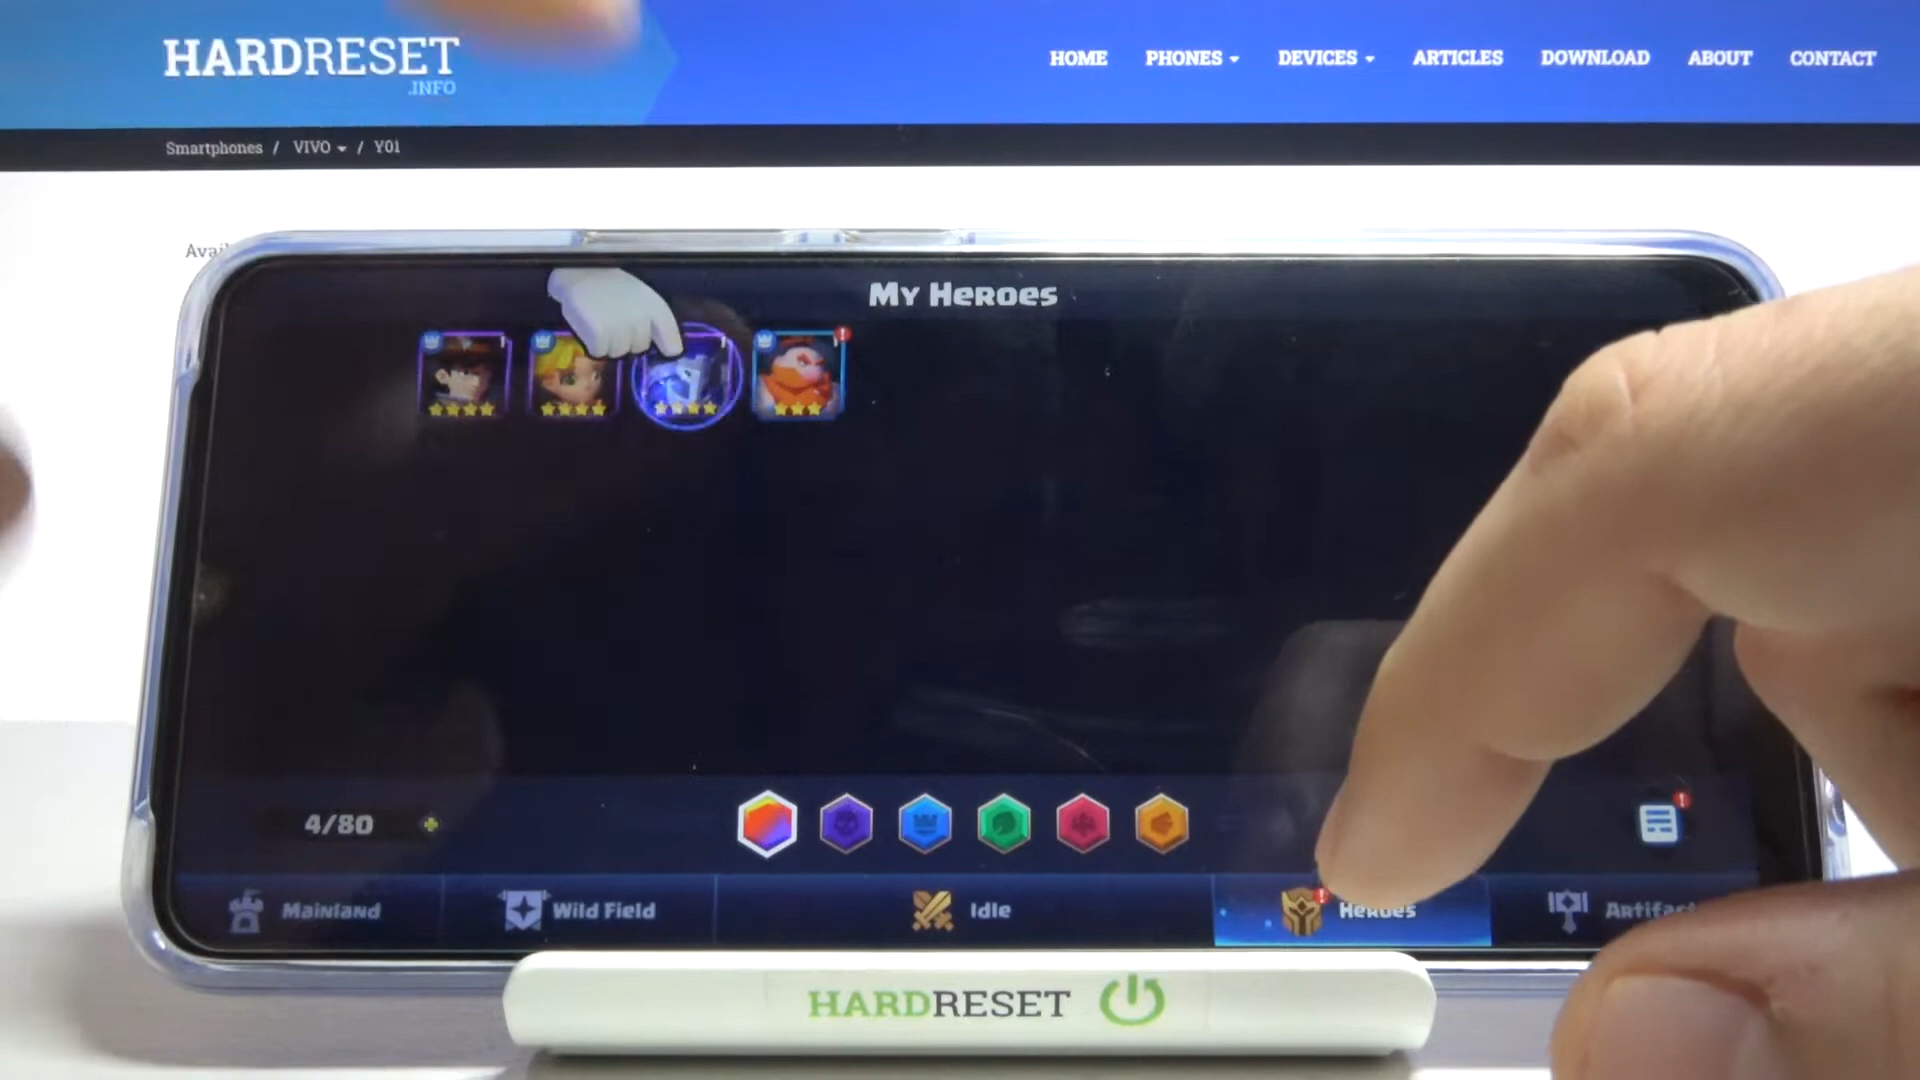 HARDRESET
.INFO
HOME PHONES DEVICES ARTICLES DOWNLOAD ABOUT CONTACT
Smartphones / VIVO / Y01
My Heroes
4/80
Mainland
Wild Field
Idle
Heroes
HARDRESET